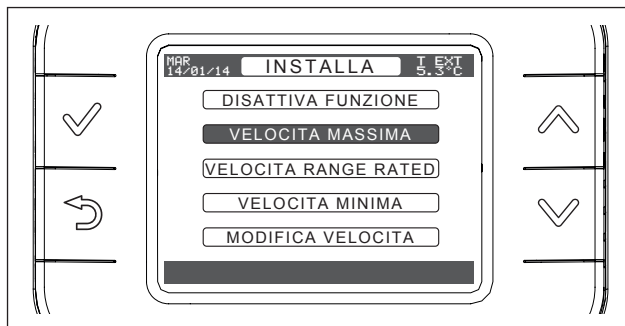 MAR
14/01/14
INSTALLA
T EXT
5.3°C
DISATTIVA FUNZIONE
VELOCITA MASSIMA
VELOCITA RANGE RATED
VELOCITA MINIMA
MODIFICA VELOCITA